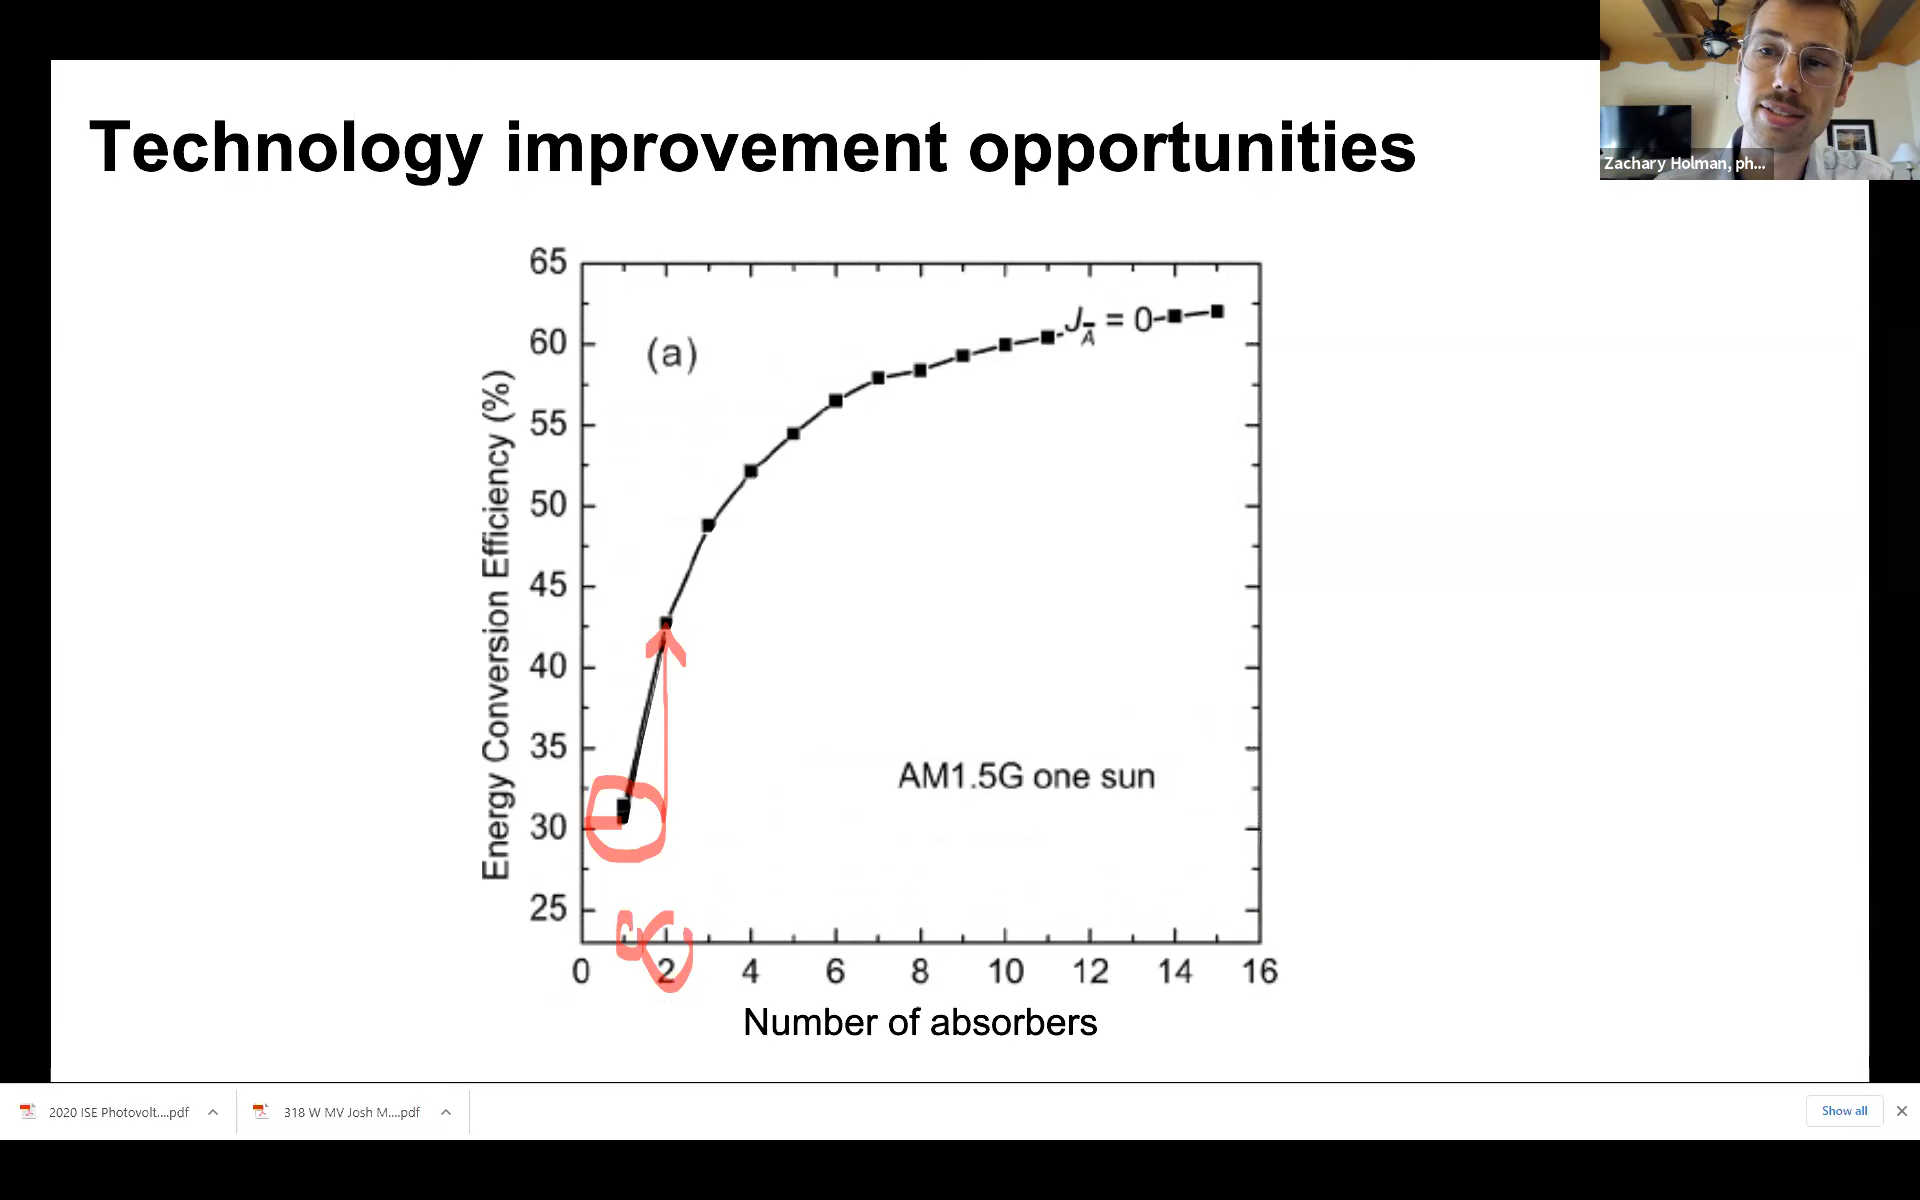 Technology improvement opportunities
Zachary Holman, ph...
65
60
55
50
45
40
35
30
25
Energy Conversion Efficiency (%)
(a)
J_A̅ = 0
AM1.5G one sun
0 2 4 6 8 10 12 14 16
Number of absorbers
2020 ISE Photovolt....pdf
318 W MV Josh M....pdf
Show all